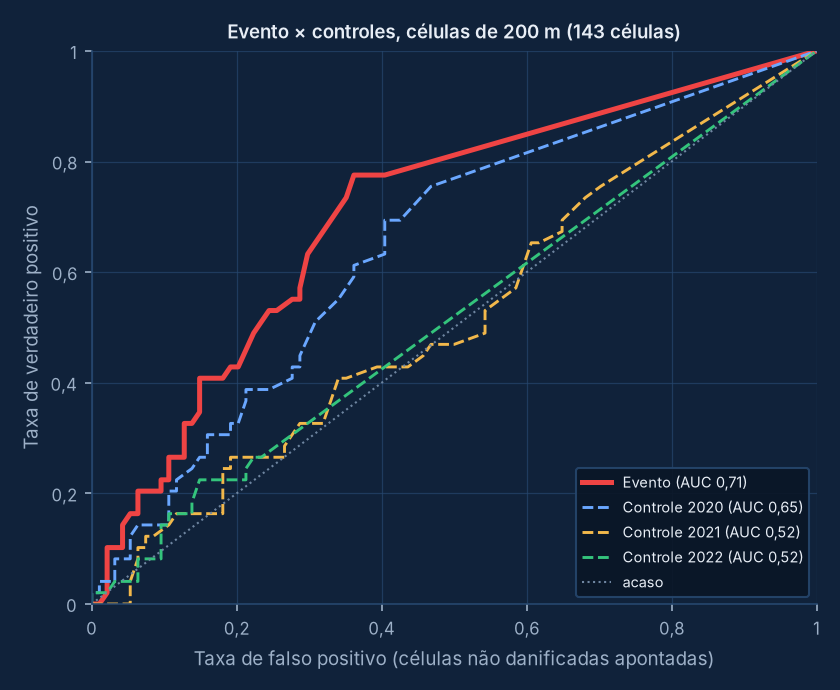 Evento × controles, células de 200 m (143 células)
Taxa de verdadeiro positivo
1
0,8
0,6
0,4
0,2
0
Evento (AUC 0,71)
Controle 2020 (AUC 0,65)
Controle 2021 (AUC 0,52)
Controle 2022 (AUC 0,52)
acaso
0
0,2
0,4
0,6
0,8
1
Taxa de falso positivo (células não danificadas apontadas)